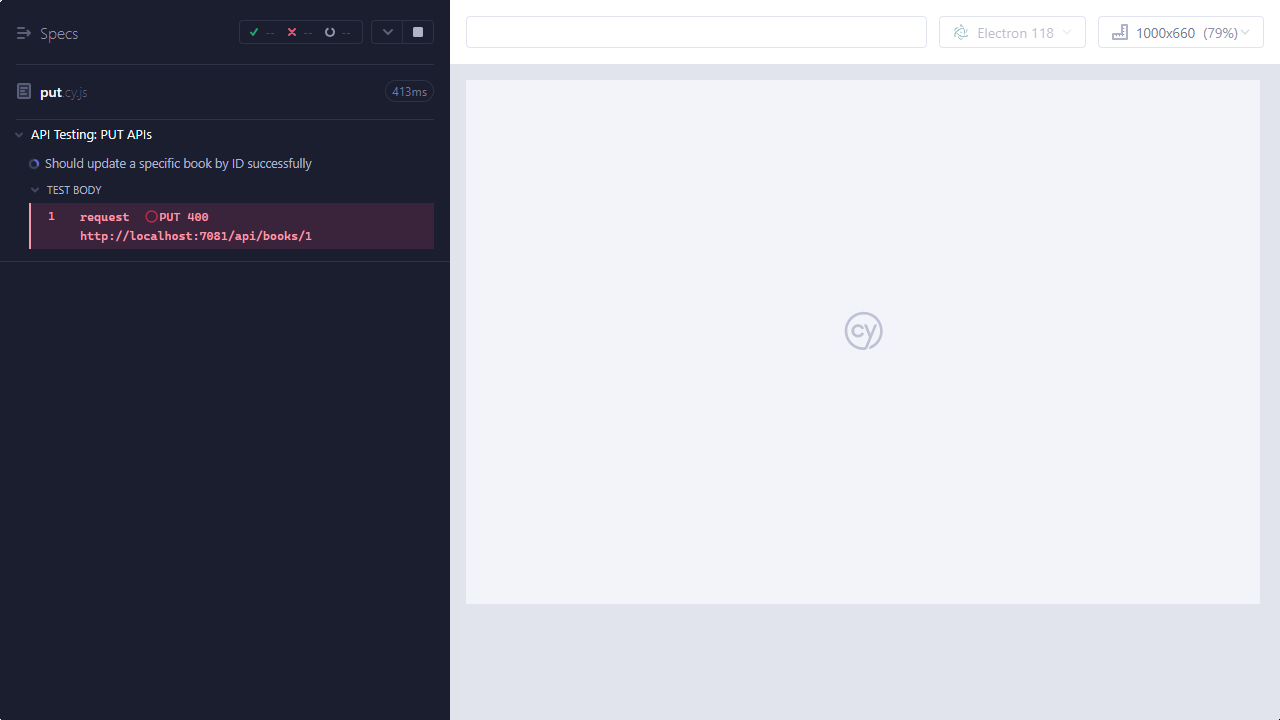 Specs
-- -- --
Electron 118
1000x660 (79%)
put.cy.js
413ms
API Testing: PUT APIs
Should update a specific book by ID successfully
TEST BODY
1 request PUT 400
http://localhost:7081/api/books/1
cy